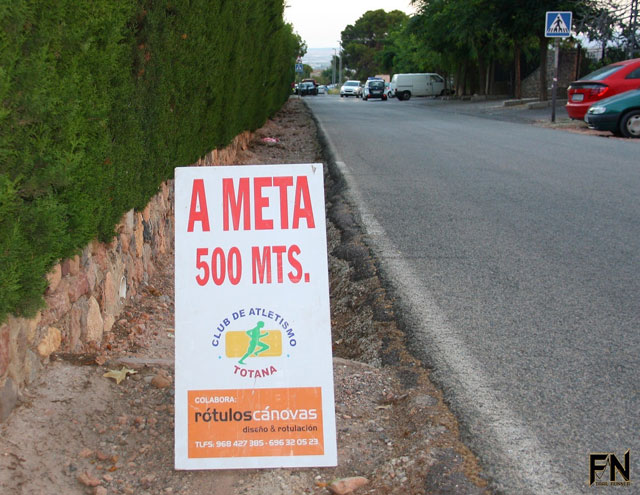 A META
500 MTS.
CLUB DE ATLETISMO
TOTANA
COLABORA:
rótuloscánovas
diseño & rotulación
TLFS: 968 427 385 - 696 32 05 23
FN